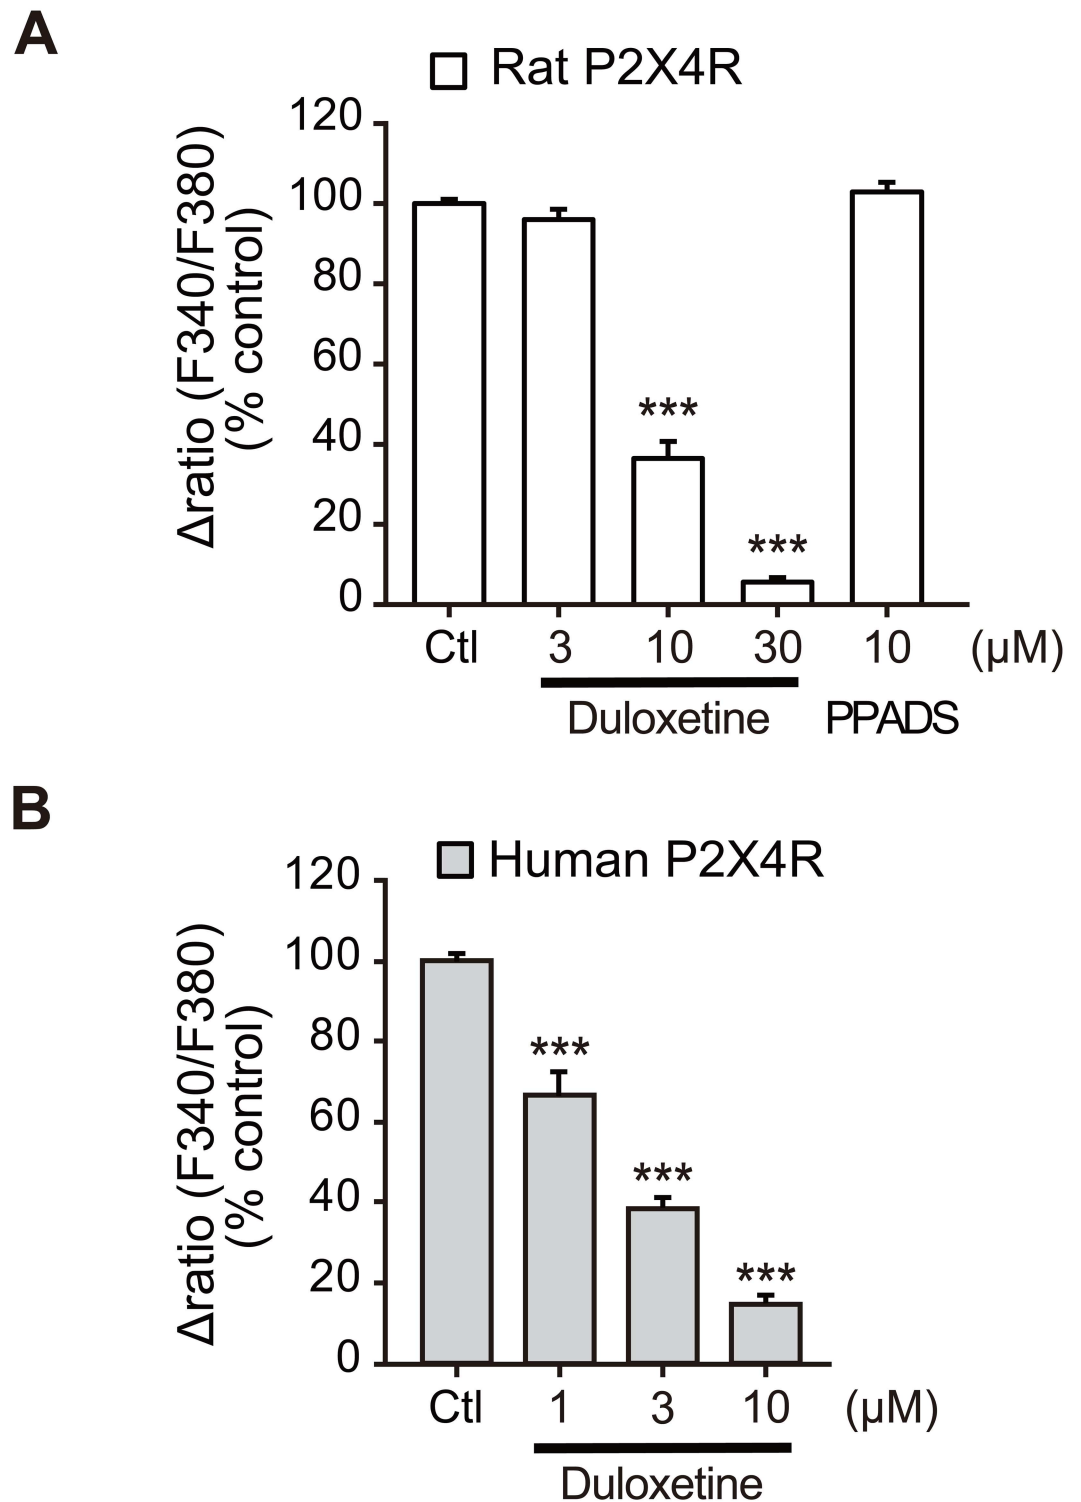 A
Rat P2X4R
Δratio (F340/F380)
(% control)
120
100
80
60
40
20
0
***
***
Ctl 3 10 30 10 (μM)
Duloxetine PPADS
B
Human P2X4R
Δratio (F340/F380)
(% control)
120
100
80
60
40
20
0
***
***
***
Ctl 1 3 10 (μM)
Duloxetine